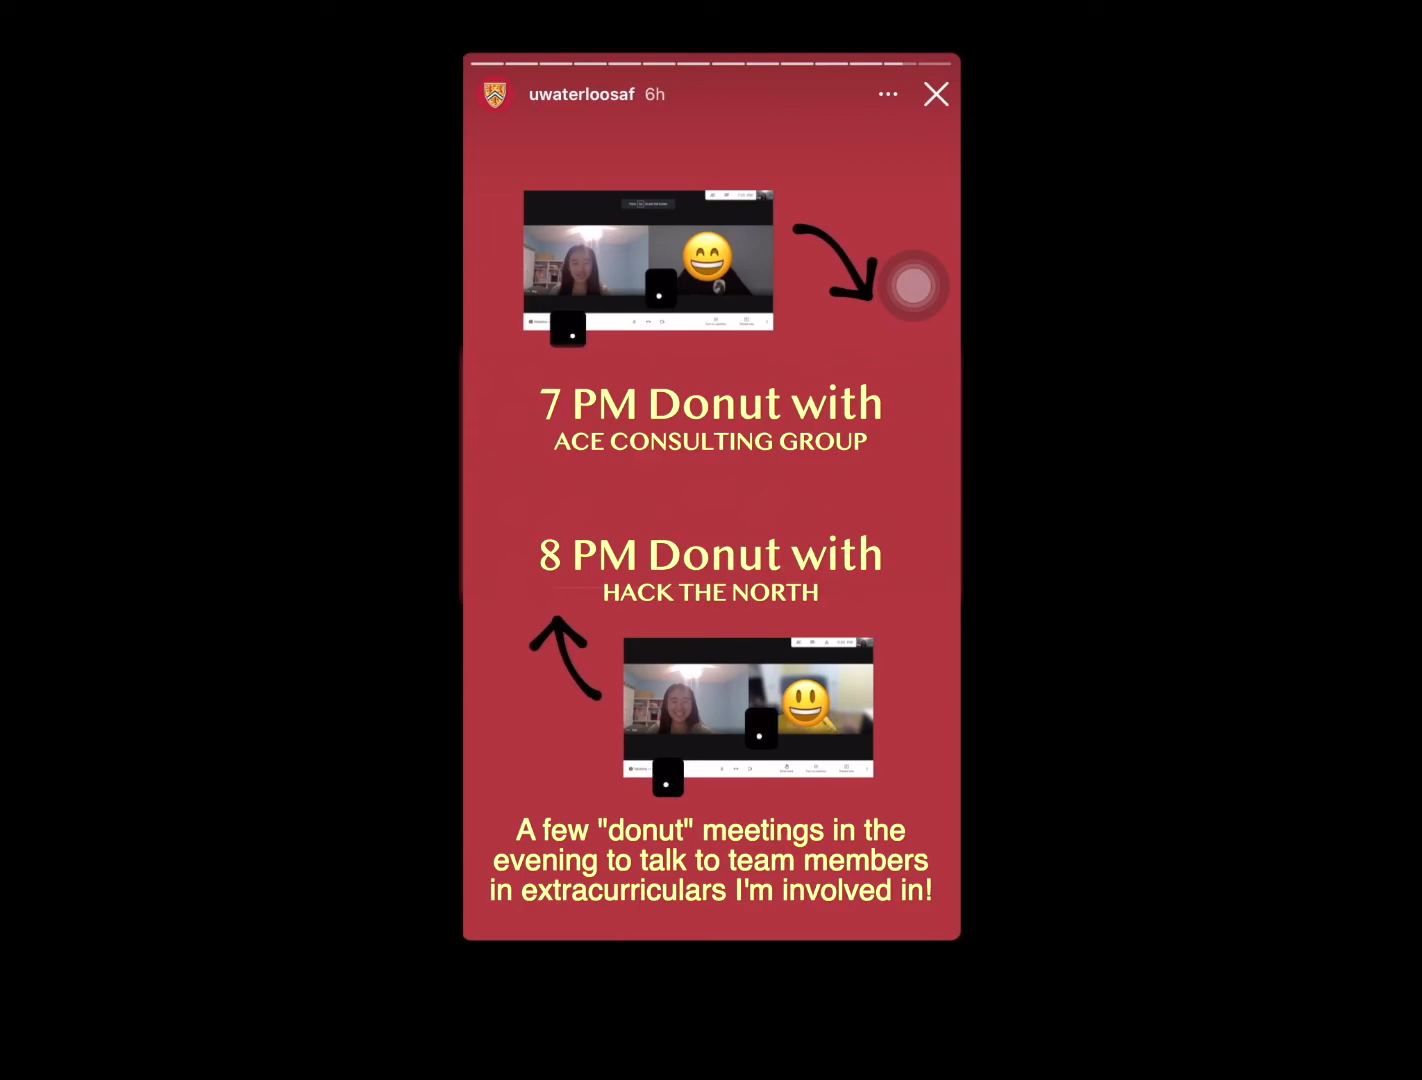 uwaterloosaf 6h
7 PM Donut with
ACE CONSULTING GROUP
8 PM Donut with
HACK THE NORTH
A few "donut" meetings in the
evening to talk to team members
in extracurriculars I'm involved in!